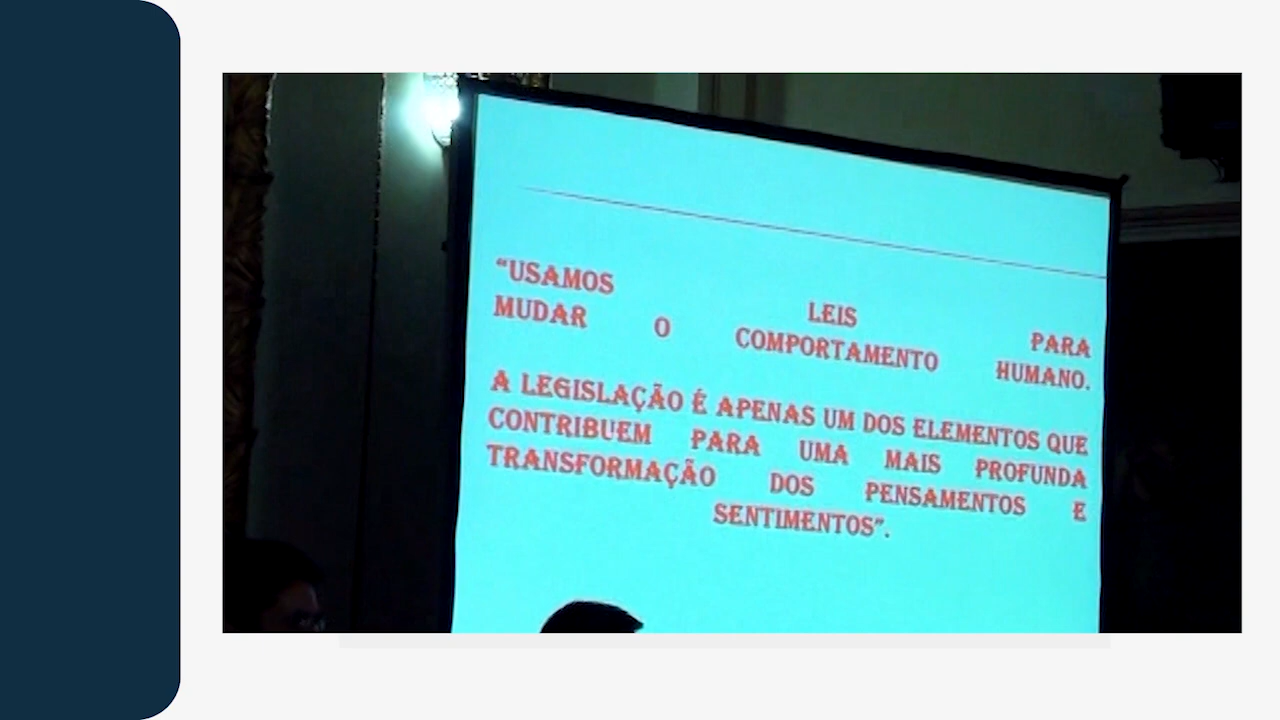 “USAMOS LEIS PARA
MUDAR O COMPORTAMENTO HUMANO.
A LEGISLAÇÃO É APENAS UM DOS ELEMENTOS QUE
CONTRIBUEM PARA UMA MAIS PROFUNDA
TRANSFORMAÇÃO DOS PENSAMENTOS E
SENTIMENTOS”.